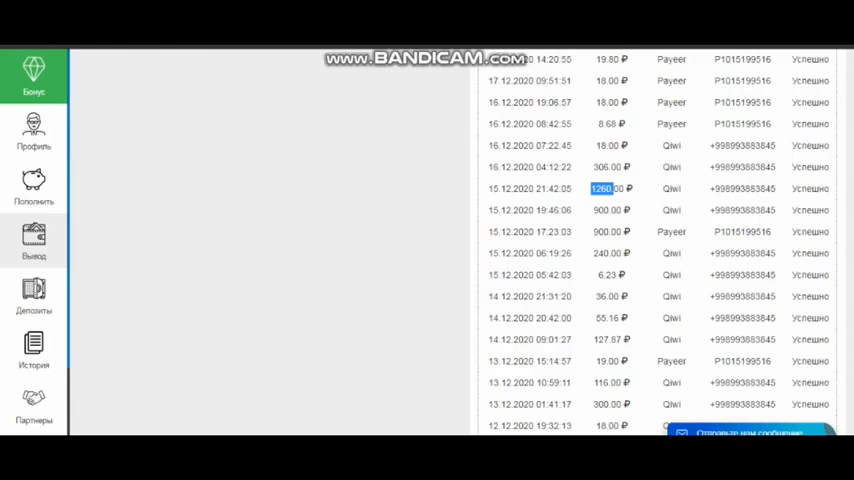 www.BANDICAM.com
Бонус
Профиль
Пополнить
Вывод
Депозиты
История
Партнеры
14:20:55 19.80 ₽ Payeer P1015199516 Успешно
17.12.2020 09:51:51 18.00 ₽ Payeer P1015199516 Успешно
16.12.2020 19:06:57 18.00 ₽ Payeer P1015199516 Успешно
16.12.2020 08:42:55 8.68 ₽ Payeer P1015199516 Успешно
16.12.2020 07:22:45 18.00 ₽ Qiwi +998993883845 Успешно
16.12.2020 04:12:22 306.00 ₽ Qiwi +998993883845 Успешно
15.12.2020 21:42:05 1260.00 ₽ Qiwi +998993883845 Успешно
15.12.2020 19:46:06 900.00 ₽ Qiwi +998993883845 Успешно
15.12.2020 17:23:03 900.00 ₽ Payeer P1015199516 Успешно
15.12.2020 06:19:26 240.00 ₽ Qiwi +998993883845 Успешно
15.12.2020 05:42:03 6.23 ₽ Qiwi +998993883845 Успешно
14.12.2020 21:31:20 36.00 ₽ Qiwi +998993883845 Успешно
14.12.2020 20:42:00 55.16 ₽ Qiwi +998993883845 Успешно
14.12.2020 09:01:27 127.87 ₽ Qiwi +998993883845 Успешно
13.12.2020 15:14:57 19.00 ₽ Payeer P1015199516 Успешно
13.12.2020 10:59:11 116.00 ₽ Qiwi +998993883845 Успешно
13.12.2020 01:41:17 300.00 ₽ Qiwi +998993883845 Успешно
12.12.2020 19:32:13 18.00 ₽
Отправьте нам сообщение